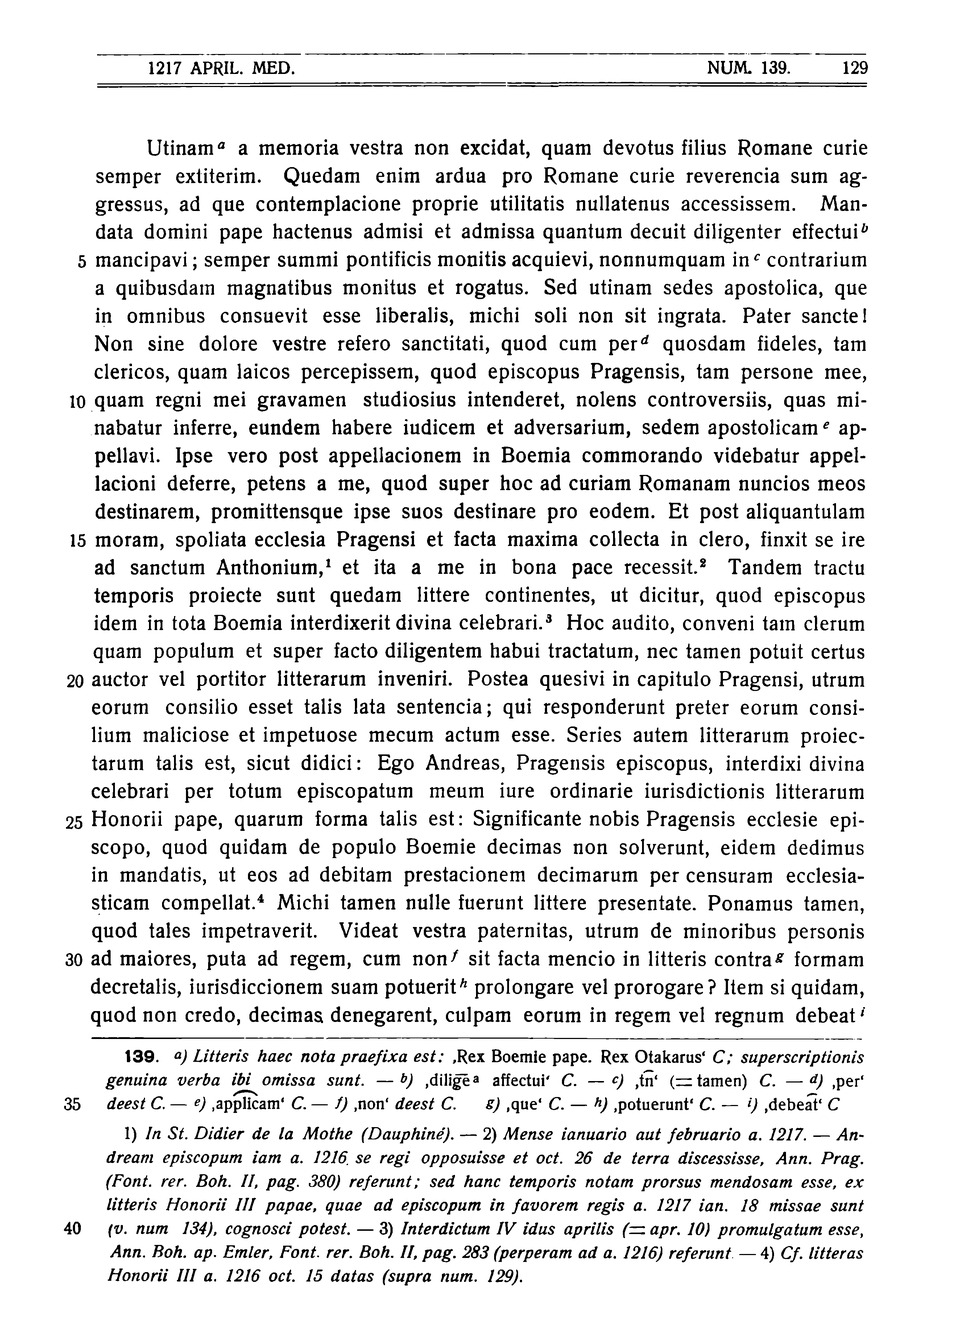 1217 APRIL. MED. NUM. 139. 129
Utinam ᵃ a memoria vestra non excidat, quam devotus filius Romane curie
semper extiterim. Quedam enim ardua pro Romane curie reverencia sum ag-
gressus, ad que contemplacione proprie utilitatis nullatenus accessissem. Man-
data domini pape hactenus admisi et admissa quantum decuit diligenter effectui ᵇ
5 mancipavi; semper summi pontificis monitis acquievi, nonnumquam in ᶜ contrarium
a quibusdam magnatibus monitus et rogatus. Sed utinam sedes apostolica, que
in omnibus consuevit esse liberalis, michi soli non sit ingrata. Pater sancte!
Non sine dolore vestre refero sanctitati, quod cum per ᵈ quosdam fideles, tam
clericos, quam laicos percepissem, quod episcopus Pragensis, tam persone mee,
10 quam regni mei gravamen studiosius intenderet, nolens controversiis, quas mi-
nabatur inferre, eundem habere iudicem et adversarium, sedem apostolicam ᵉ ap-
pellavi. Ipse vero post appellacionem in Boemia commorando videbatur appel-
lacioni deferre, petens a me, quod super hoc ad curiam Romanam nuncios meos
destinarem, promittensque ipse suos destinare pro eodem. Et post aliquantulam
15 moram, spoliata ecclesia Pragensi et facta maxima collecta in clero, finxit se ire
ad sanctum Anthonium,¹ et ita a me in bona pace recessit.² Tandem tractu
temporis proiecte sunt quedam littere continentes, ut dicitur, quod episcopus
idem in tota Boemia interdixerit divina celebrari.³ Hoc audito, conveni tam clerum
quam populum et super facto diligentem habui tractatum, nec tamen potuit certus
20 auctor vel portitor litterarum inveniri. Postea quesivi in capitulo Pragensi, utrum
eorum consilio esset talis lata sentencia; qui responderunt preter eorum consi-
lium maliciose et impetuose mecum actum esse. Series autem litterarum proiec-
tarum talis est, sicut didici: Ego Andreas, Pragensis episcopus, interdixi divina
celebrari per totum episcopatum meum iure ordinarie iurisdictionis litterarum
25 Honorii pape, quarum forma talis est: Significante nobis Pragensis ecclesie epi-
scopo, quod quidam de populo Boemie decimas non solverunt, eidem dedimus
in mandatis, ut eos ad debitam prestacionem decimarum per censuram ecclesia-
sticam compellat.⁴ Michi tamen nulle fuerunt littere presentate. Ponamus tamen,
quod tales impetraverit. Videat vestra paternitas, utrum de minoribus personis
30 ad maiores, puta ad regem, cum non ᶠ sit facta mencio in litteris contra ᵍ formam
decretalis, iurisdiccionem suam potuerit ʰ prolongare vel prorogare? Item si quidam,
quod non credo, decimas denegarent, culpam eorum in regem vel regnum debeat ⁱ
139. a) Litteris haec nota praefixa est: ‚Rex Boemie pape. Rex Otakarus‘ C; superscriptionis
genuina verba ibi omissa sunt. — b) ‚diligēᵃ affectui‘ C. — c) ‚tn̄‘ (= tamen) C. — d) ‚per‘
35 deest C. — e) ‚applicam‘ C. — f) ‚non‘ deest C. g) ‚que‘ C. — h) ‚potuerunt‘ C. — i) ‚debeat̄‘ C
1) In St. Didier de la Mothe (Dauphiné). — 2) Mense ianuario aut februario a. 1217. — An-
dream episcopum iam a. 1216 se regi opposuisse et oct. 26 de terra discessisse, Ann. Prag.
(Font. rer. Boh. II, pag. 380) referunt; sed hanc temporis notam prorsus mendosam esse, ex
litteris Honorii III papae, quae ad episcopum in favorem regis a. 1217 ian. 18 missae sunt
40 (v. num 134), cognosci potest. — 3) Interdictum IV idus aprilis (= apr. 10) promulgatum esse,
Ann. Boh. ap. Emler, Font. rer. Boh. II, pag. 283 (perperam ad a. 1216) referunt — 4) Cf. litteras
Honorii III a. 1216 oct. 15 datas (supra num. 129).